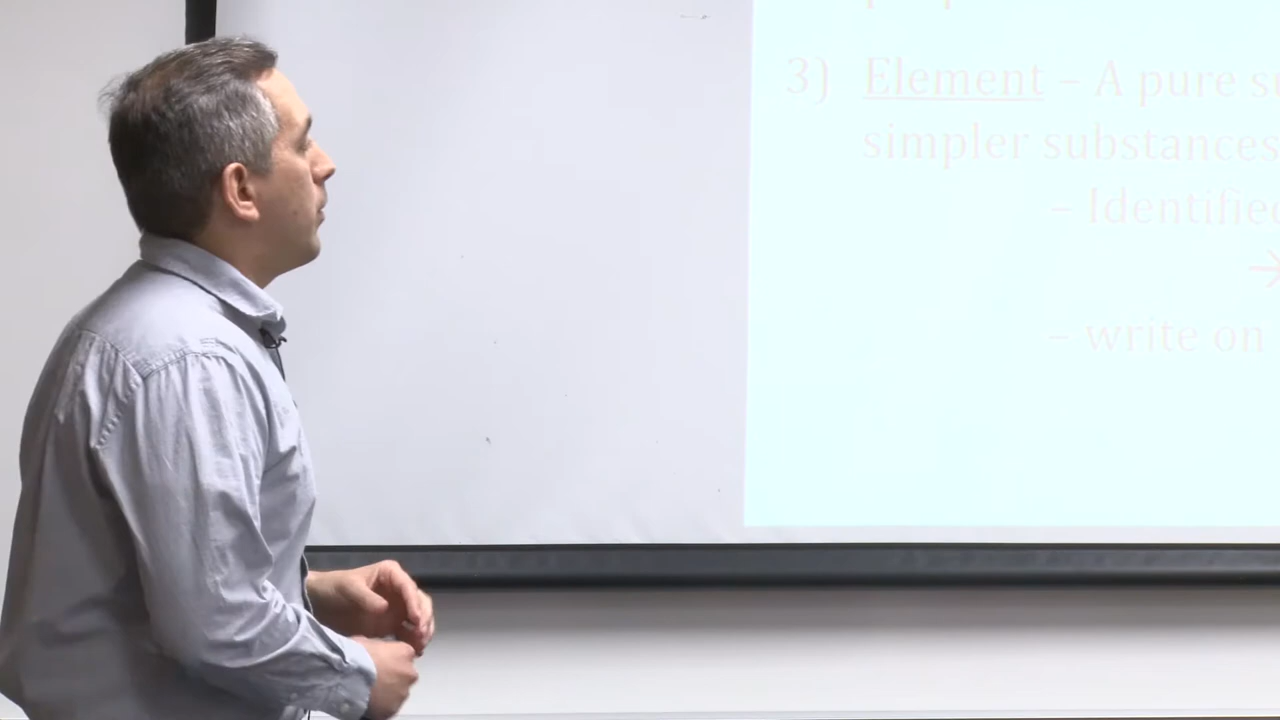 3) Element – A pure
simpler substances
– Identified
→
– write on